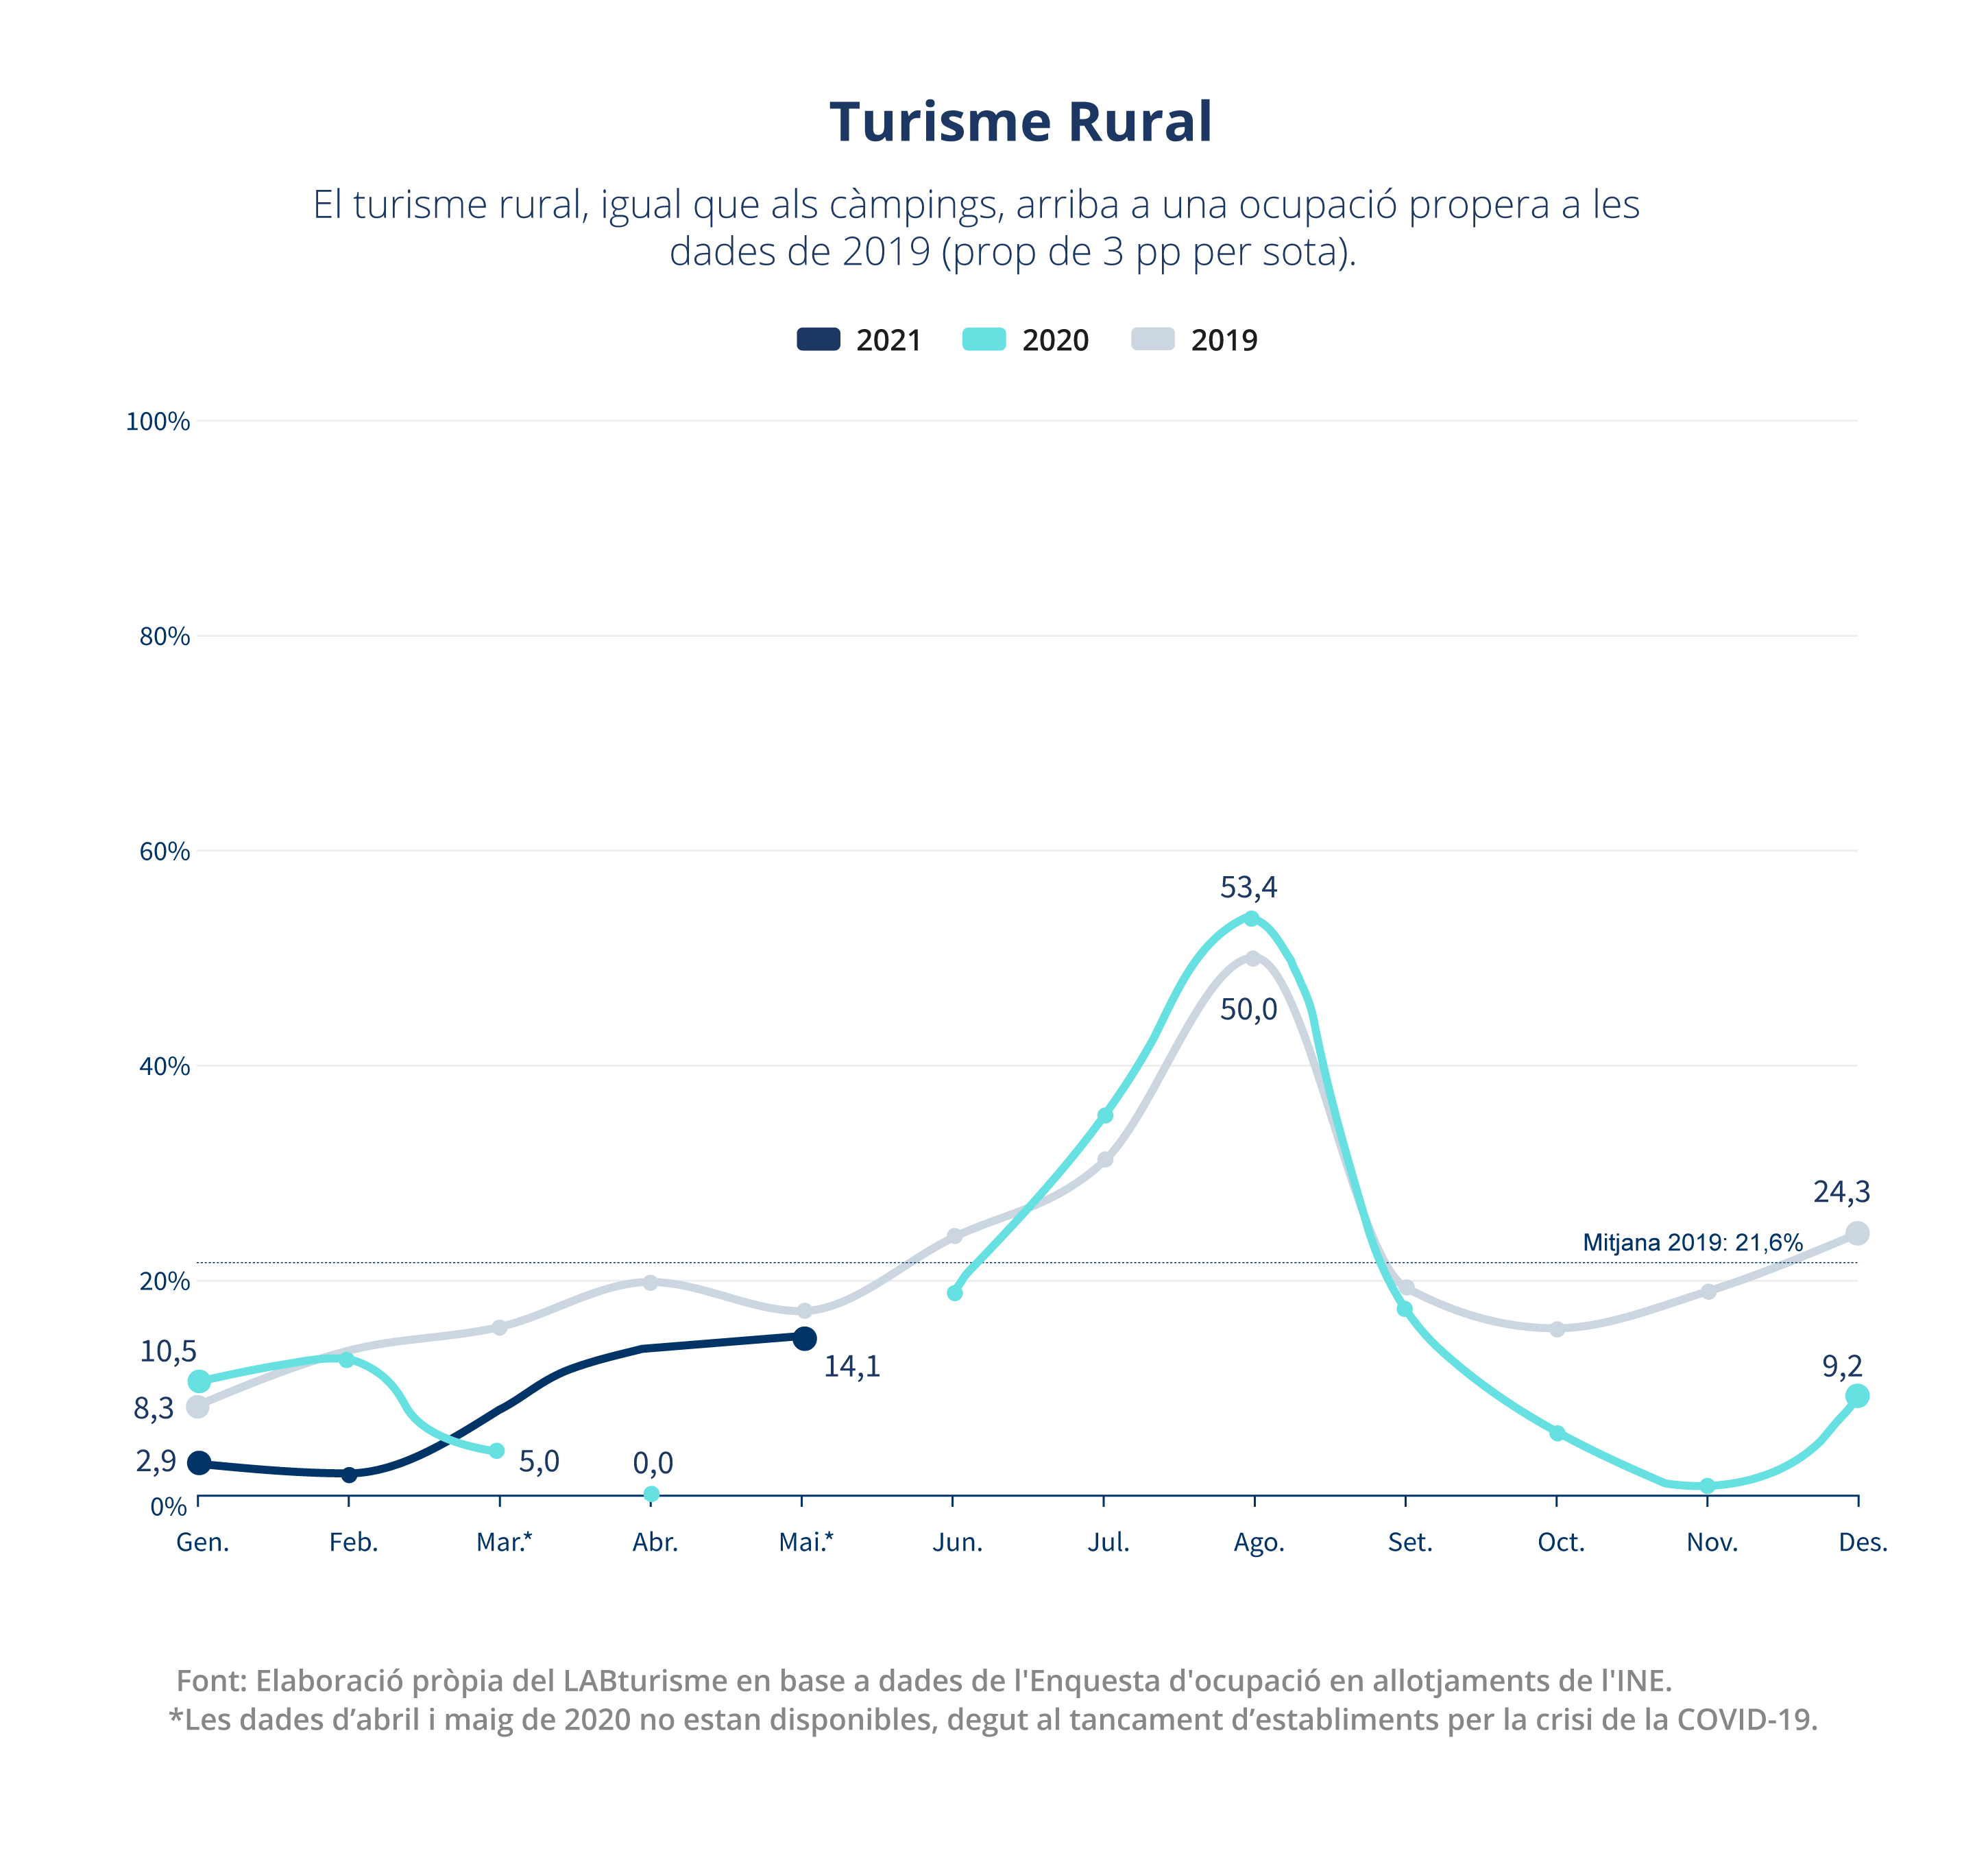 Turisme Rural
El turisme rural, igual que als càmpings, arriba a una ocupació propera a les
dades de 2019 (prop de 3 pp per sota).
2021 2020 2019
100%
80%
60%
53,4
50,0
40%
24,3
Mitjana 2019: 21,6%
20%
10,5
14,1
9,2
8,3
2,9
5,0
0,0
0%
Gen. Feb. Mar.* Abr. Mai.* Jun. Jul. Ago. Set. Oct. Nov. Des.
Font: Elaboració pròpia del LABturisme en base a dades de l'Enquesta d'ocupació en allotjaments de l'INE.
*Les dades d’abril i maig de 2020 no estan disponibles, degut al tancament d’establiments per la crisi de la COVID-19.